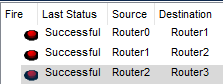 Fire Last Status Source Destination
Successful Router0 Router1
Successful Router1 Router2
Successful Router2 Router3